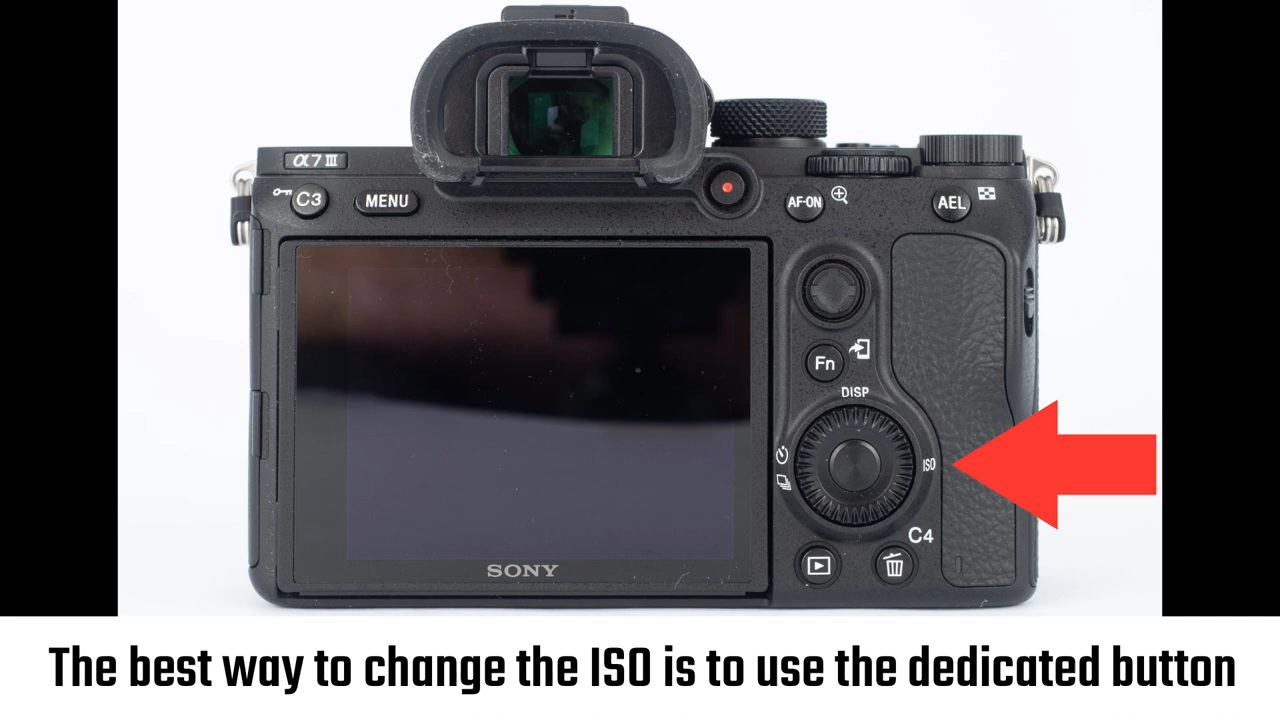 α7 III
C3
MENU
AF-ON
AEL
Fn
DISP
ISO
C4
SONY
The best way to change the ISO is to use the dedicated button